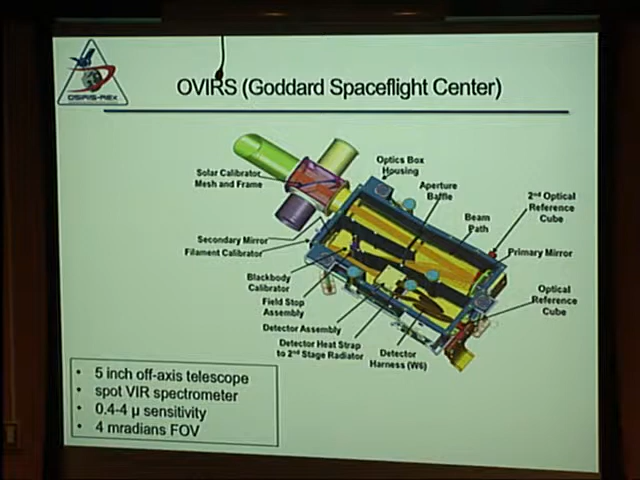 OSIRIS-REx
OVIRS (Goddard Spaceflight Center)
Solar Calibrator
Mesh and Frame
Optics Box
Housing
Aperture
Baffle
Beam
Path
2nd Optical
Reference
Cube
Secondary Mirror
Filament Calibrator
Primary Mirror
Blackbody
Calibrator
Field Stop
Assembly
Optical
Reference
Cube
Detector Assembly
Detector Heat Strap
to 2nd Stage Radiator
Detector
Harness (W6)
• 5 inch off-axis telescope
• spot VIR spectrometer
• 0.4-4 µ sensitivity
• 4 mradians FOV